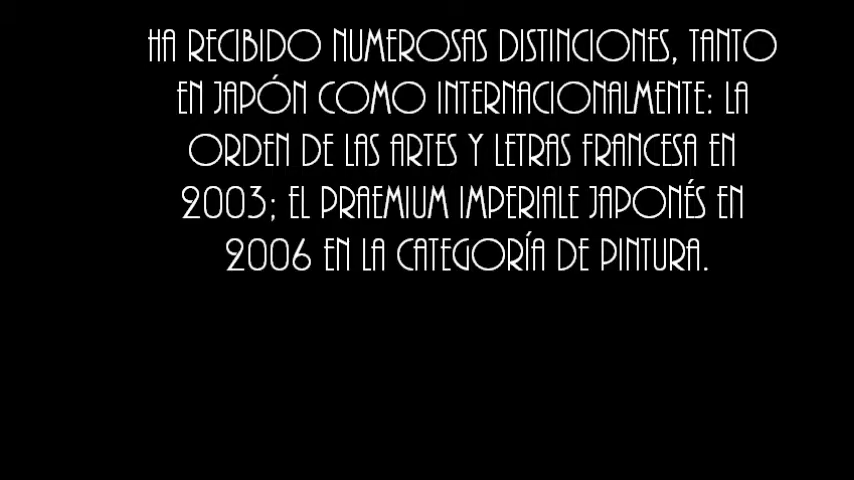 HA RECIBIDO NUMEROSAS DISTINCIONES, TANTO
EN JAPÓN COMO INTERNACIONALMENTE: LA
ORDEN DE LAS ARTES Y LETRAS FRANCESA EN
2003; EL PRAEMIUM IMPERIALE JAPONÉS EN
2006 EN LA CATEGORÍA DE PINTURA.